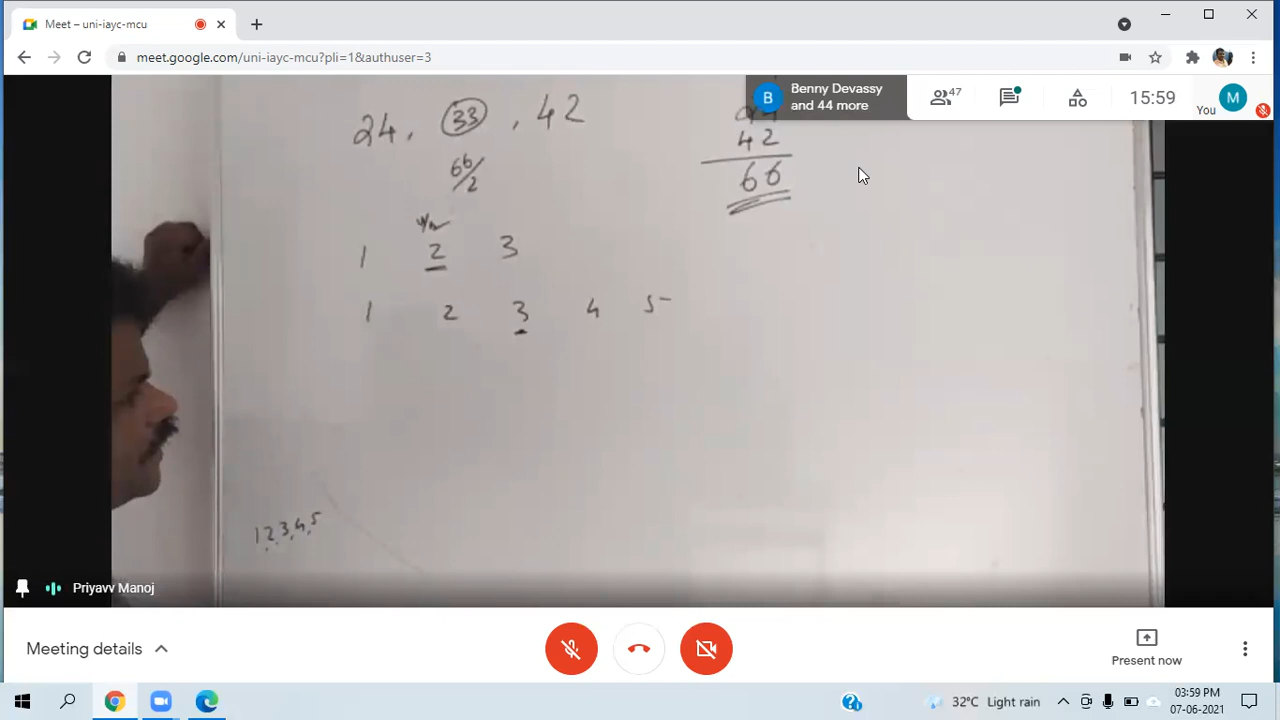 Meet – uni-iayc-mcu
meet.google.com/uni-iayc-mcu?pli=1&authuser=3
B Benny Devassy
and 44 more
47
15:59
You M
24, 33, 42
42
66/2
66
1 2 3
1 2 3 4 5
1,2,3,4,5
Priyavv Manoj
Meeting details
Present now
32°C Light rain
03:59 PM
07-06-2021